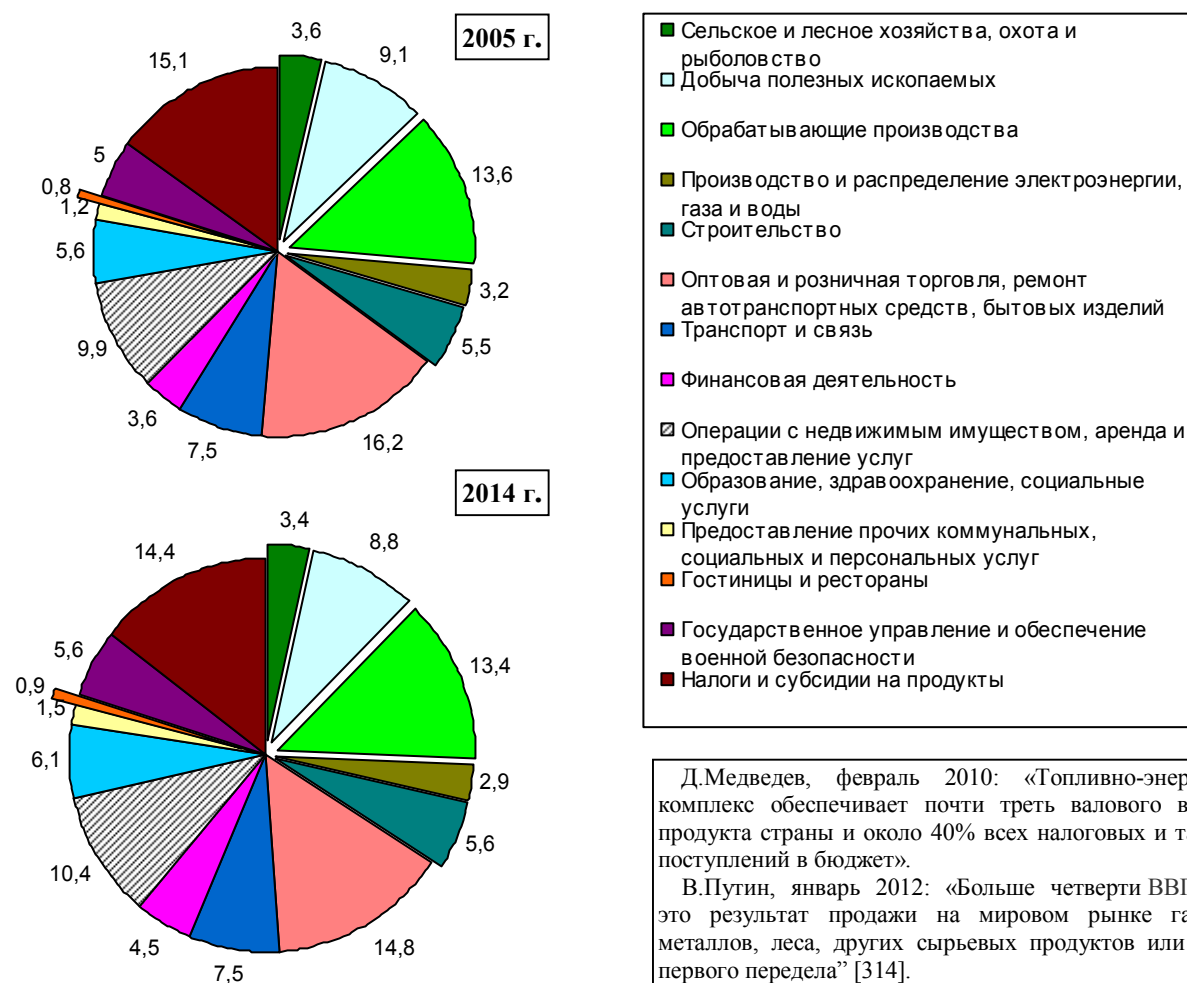 2005 г.
3,6
9,1
15,1
13,6
5
0,8
1,2
5,6
3,2
5,5
9,9
3,6
7,5
16,2
2014 г.
3,4
8,8
14,4
13,4
5,6
0,9
1,5
6,1
2,9
5,6
10,4
4,5
7,5
14,8
Сельское и лесное хозяйства, охота и
рыболовство
Добыча полезных ископаемых
Обрабатывающие производства
Производство и распределение электроэнергии,
газа и воды
Строительство
Оптовая и розничная торговля, ремонт
автотранспортных средств, бытовых изделий
Транспорт и связь
Финансовая деятельность
Операции с недвижимым имуществом, аренда и
предоставление услуг
Образование, здравоохранение, социальные
услуги
Предоставление прочих коммунальных,
социальных и персональных услуг
Гостиницы и рестораны
Государственное управление и обеспечение
военной безопасности
Налоги и субсидии на продукты
Д.Медведев, февраль 2010: «Топливно-энер
комплекс обеспечивает почти треть валового в
продукта страны и около 40% всех налоговых и т
поступлений в бюджет».
В.Путин, январь 2012: «Больше четверти ВВП
это результат продажи на мировом рынке га
металлов, леса, других сырьевых продуктов или
первого передела” [314].